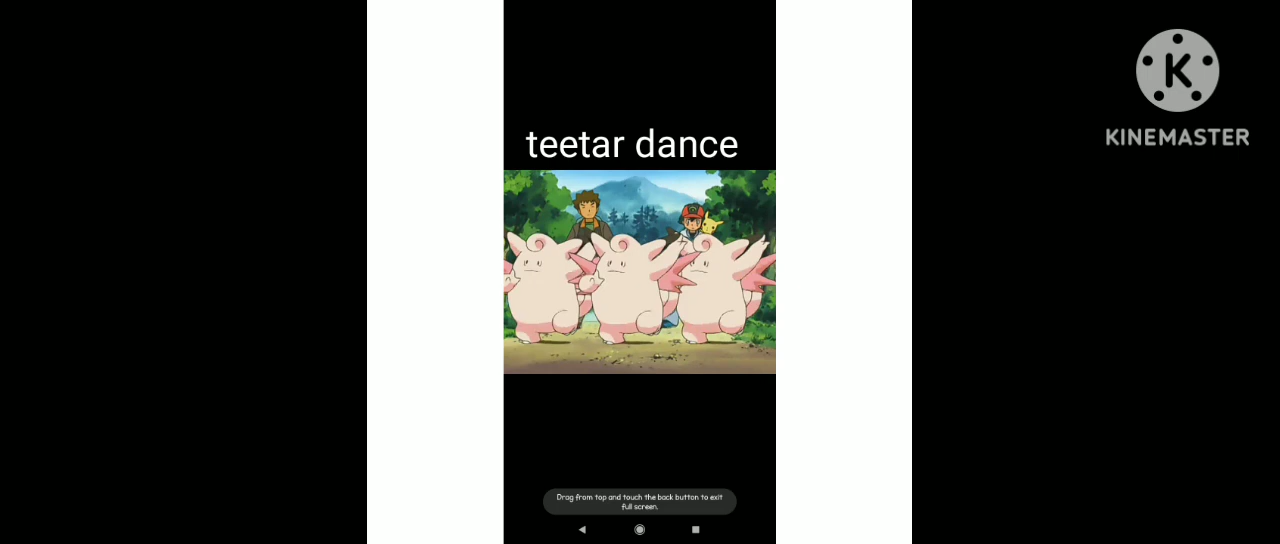 K
KINEMASTER
teetar dance
Drag from top and touch the back button to exit
full screen.